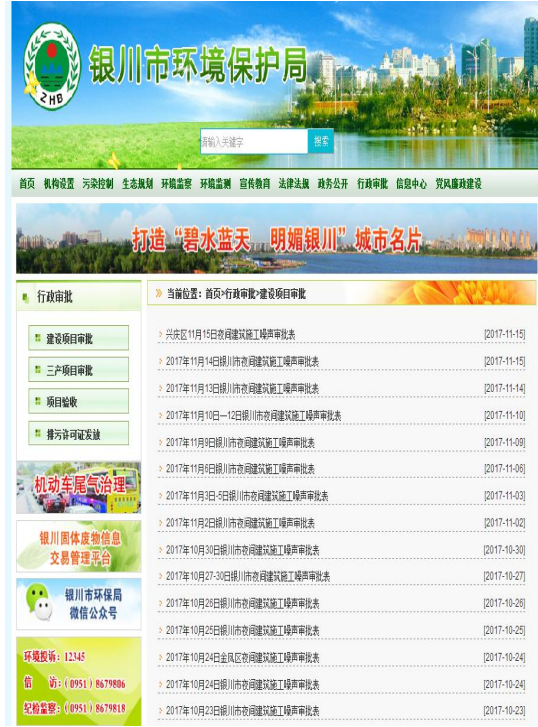 ZHB
银川市环境保护局
请输入关键字
搜索
首页 机构设置 污染控制 生态规划 环境监察 环境监测 宣传教育 法律法规 政务公开 行政审批 信息中心 党风廉政建设
打造“碧水蓝天 明媚银川”城市名片
行政审批
建设项目审批
三产项目审批
项目验收
排污许可证发放
机动车尾气治理
银川固体废物信息
交易管理平台
银川市环保局
微信公众号
环境投诉：12345
信 访：（0951）8679806
纪检监察：（0951）8679818
当前位置：首页>行政审批>建设项目审批
兴庆区11月15日夜间建筑施工噪声审批表 [2017-11-15]
2017年11月14日银川市夜间建筑施工噪声审批表 [2017-11-15]
2017年11月13日银川市夜间建筑施工噪声审批表 [2017-11-14]
2017年11月10日—12日银川市夜间建筑施工噪声审批表 [2017-11-10]
2017年11月9日银川市夜间建筑施工噪声审批表 [2017-11-09]
2017年11月6日银川市夜间建筑施工噪声审批表 [2017-11-06]
2017年11月3日-5日银川市夜间建筑施工噪声审批表 [2017-11-03]
2017年11月2日银川市夜间建筑施工噪声审批表 [2017-11-02]
2017年10月30日银川市夜间建筑施工噪声审批表 [2017-10-30]
2017年10月27-30日银川市夜间建筑施工噪声审批表 [2017-10-27]
2017年10月26日银川市夜间建筑施工噪声审批表 [2017-10-26]
2017年10月25日银川市夜间建筑施工噪声审批表 [2017-10-25]
2017年10月24日金凤区夜间建筑施工噪声审批表 [2017-10-24]
2017年10月24日银川市夜间建筑施工噪声审批表 [2017-10-24]
2017年10月23日银川市夜间建筑施工噪声审批表 [2017-10-23]